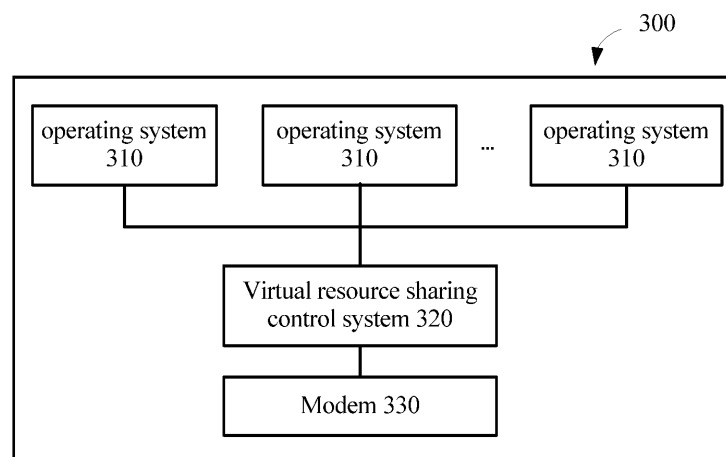 300
operating system
310
operating system
310
...
operating system
310
Virtual resource sharing
control system 320
Modem 330